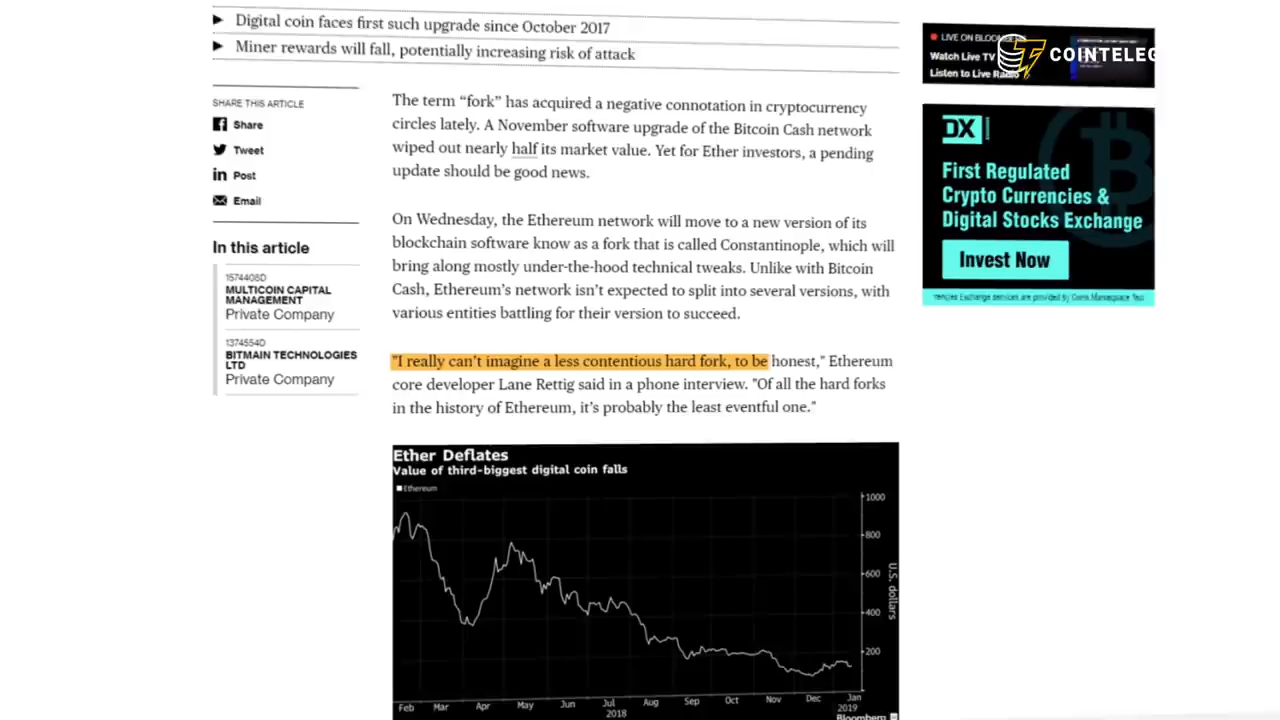 Digital coin faces first such upgrade since October 2017
Miner rewards will fall, potentially increasing risk of attack
SHARE THIS ARTICLE
Share
Tweet
Post
Email
In this article
1574408D
MULTICOIN CAPITAL
MANAGEMENT
Private Company
1374554D
BITMAIN TECHNOLOGIES
LTD
Private Company
The term “fork” has acquired a negative connotation in cryptocurrency
circles lately. A November software upgrade of the Bitcoin Cash network
wiped out nearly half its market value. Yet for Ether investors, a pending
update should be good news.
On Wednesday, the Ethereum network will move to a new version of its
blockchain software know as a fork that is called Constantinople, which will
bring along mostly under-the-hood technical tweaks. Unlike with Bitcoin
Cash, Ethereum’s network isn’t expected to split into several versions, with
various entities battling for their version to succeed.
"I really can’t imagine a less contentious hard fork, to be honest," Ethereum
core developer Lane Rettig said in a phone interview. "Of all the hard forks
in the history of Ethereum, it’s probably the least eventful one."
Ether Deflates
Value of third-biggest digital coin falls
Ethereum
1000
800
600
400
200
U.S. dollars
Feb Mar Apr May Jun Jul Aug Sep Oct Nov Dec Jan
2018 2019
Bloomberg
LIVE ON
Watch Live TV
Listen to Live Radio
COINTELEG
DX
First Regulated
Crypto Currencies &
Digital Stocks Exchange
Invest Now
Exchange services are provided by